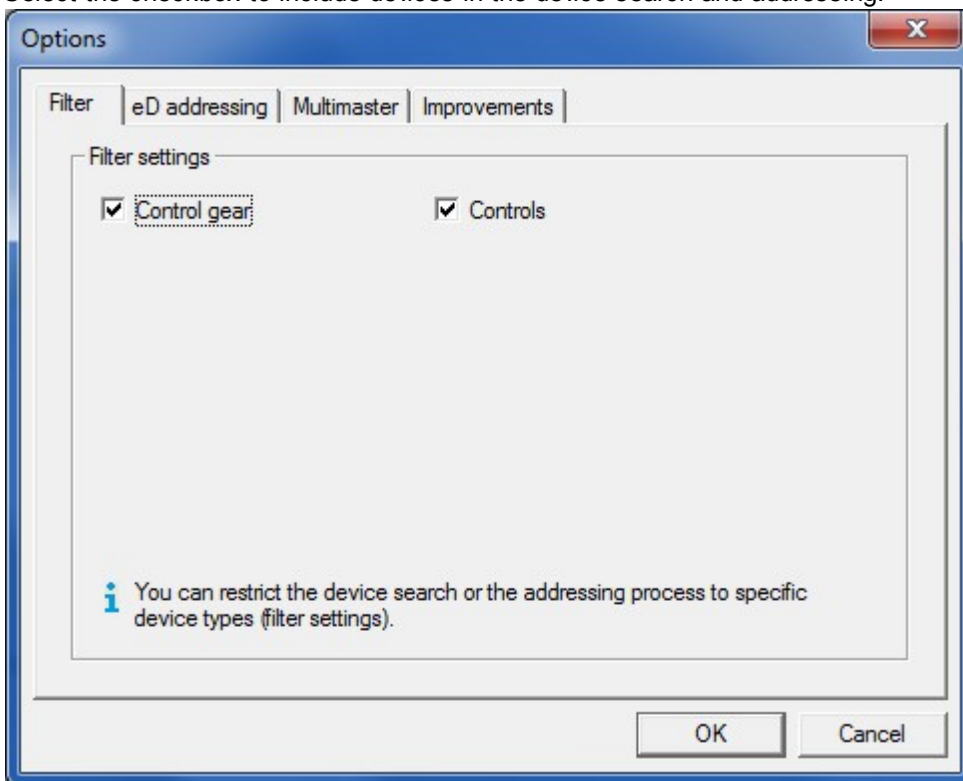 Select the checkbox to include devices in the device search and addressing.
Options
Filter eD addressing Multimaster Improvements
Filter settings
Control gear Controls
You can restrict the device search or the addressing process to specific
device types (filter settings).
OK Cancel